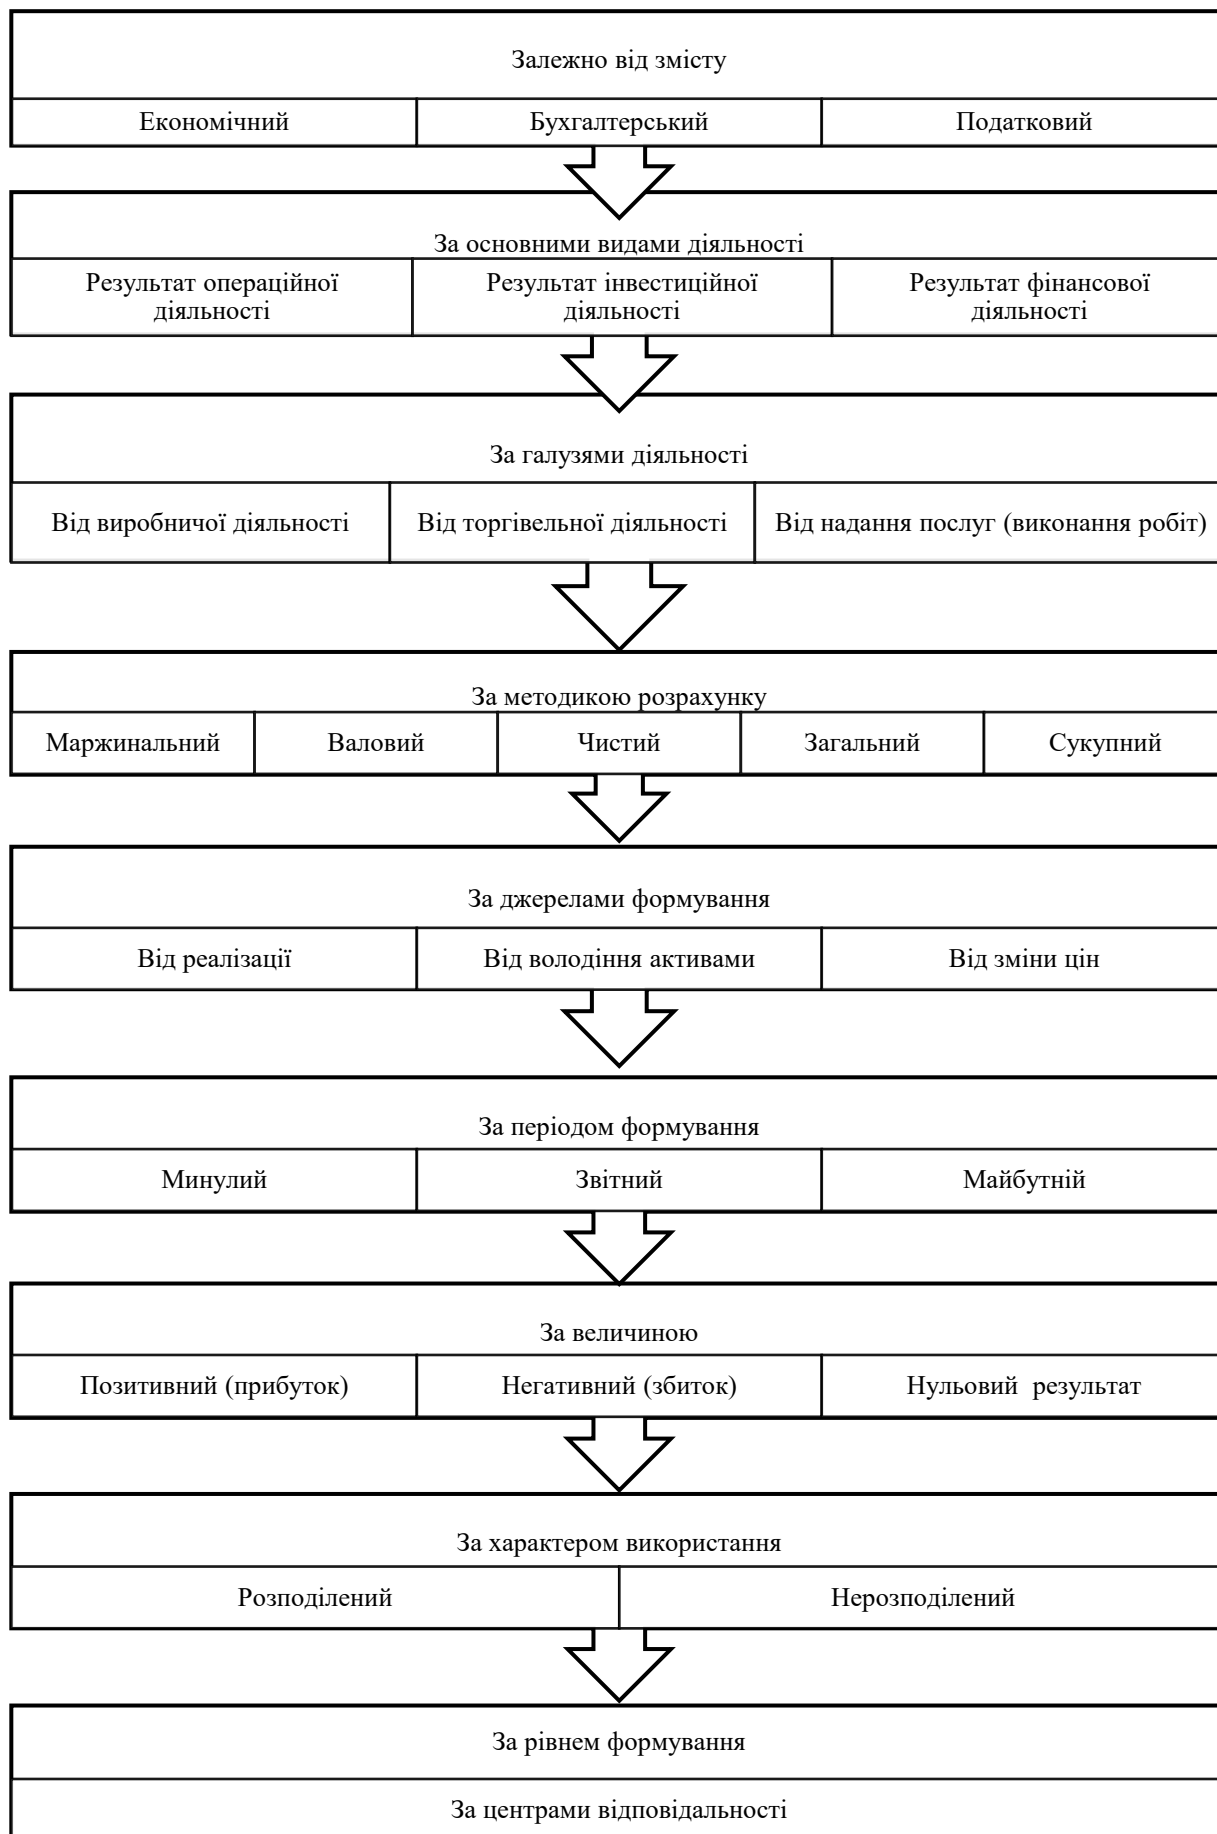 Залежно від змісту
Економічний
Бухгалтерський
Податковий
За основними видами діяльності
Результат операційної
діяльності
Результат інвестиційної
діяльності
Результат фінансової
діяльності
За галузями діяльності
Від виробничої діяльності
Від торгівельної діяльності
Від надання послуг (виконання робіт)
За методикою розрахунку
Маржинальний
Валовий
Чистий
Загальний
Сукупний
За джерелами формування
Від реалізації
Від володіння активами
Від зміни цін
За періодом формування
Минулий
Звітний
Майбутній
За величиною
Позитивний (прибуток)
Негативний (збиток)
Нульовий результат
За характером використання
Розподілений
Нерозподілений
За рівнем формування
За центрами відповідальності